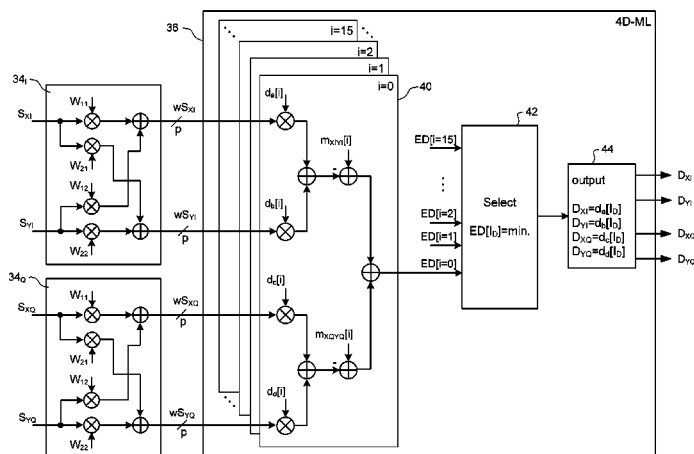 36
4D-ML
i=15
i=2
i=1
i=0
40
34I
W11
SXI
W21
W12
SYI
W22
wSXI
p
wSYI
p
da[i]
mXIYI[i]
db[i]
34Q
W11
SXQ
W21
W12
SYQ
W22
wSXQ
p
wSYQ
p
dc[i]
mXQYQ[i]
dd[i]
-
-
ED[i=15]
ED[i=2]
ED[i=1]
ED[i=0]
42
Select
ED[ID]=min.
44
output
DXI=da[ID]
DYI=db[ID]
DXQ=dc[ID]
DYQ=dd[ID]
DXI
DYI
DXQ
DYQ